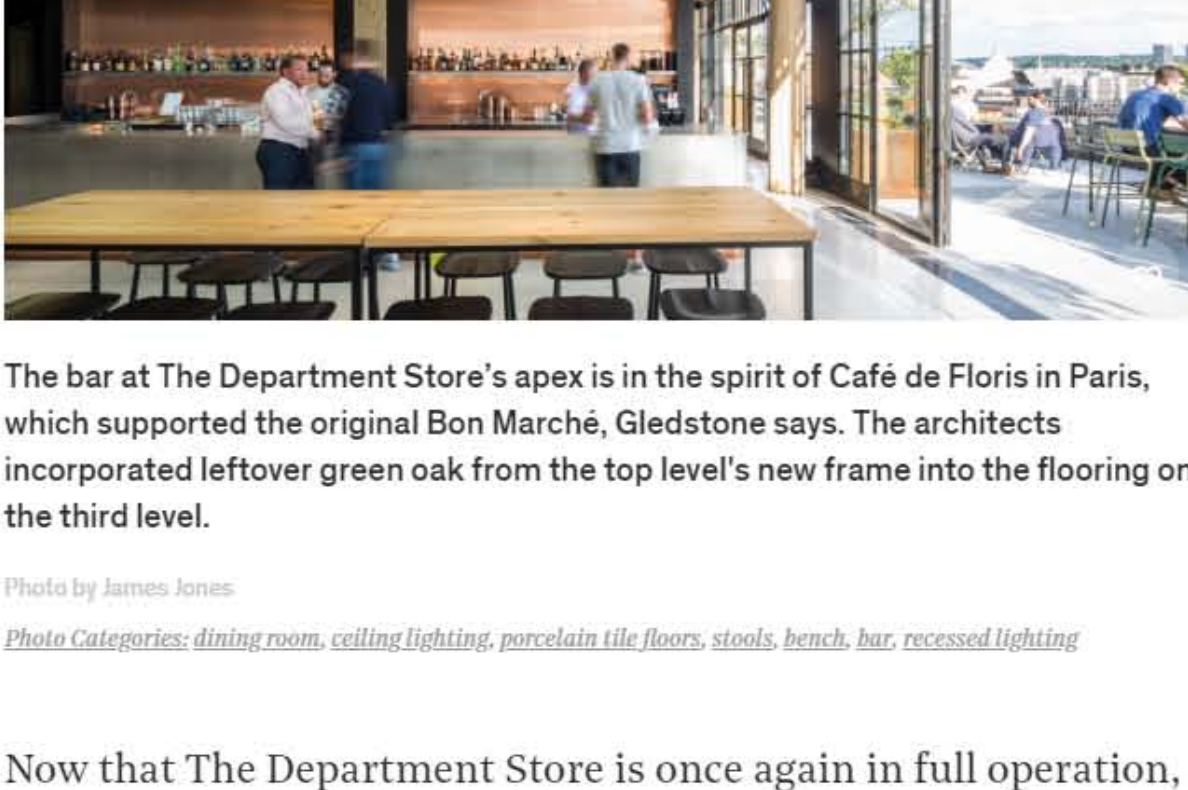 The bar at The Department Store’s apex is in the spirit of Café de Floris in Paris,
which supported the original Bon Marché, Gledstone says. The architects
incorporated leftover green oak from the top level's new frame into the flooring on
the third level.
Photo by James Jones
Photo Categories: dining room, ceiling lighting, porcelain tile floors, stools, bench, bar, recessed lighting
Now that The Department Store is once again in full operation,